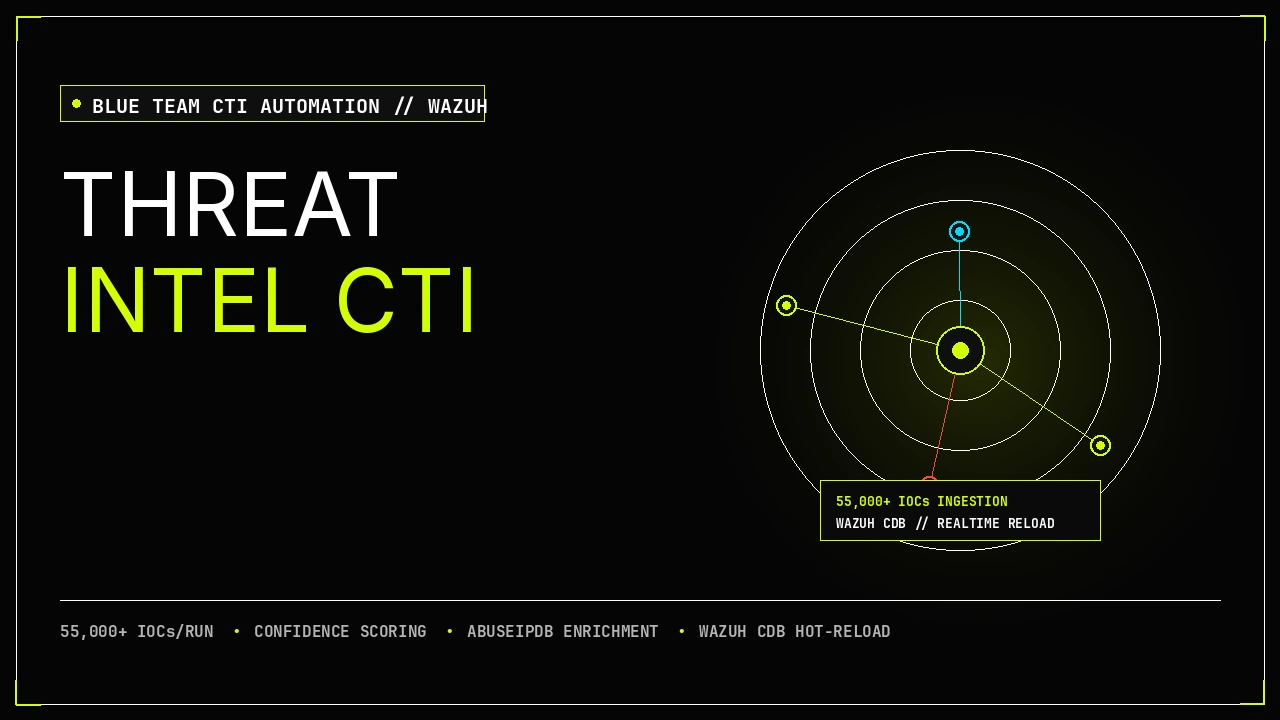 BLUE TEAM CTI AUTOMATION // WAZUH
THREAT
INTEL CTI
55,000+ IOCs INGESTION
WAZUH CDB // REALTIME RELOAD
55,000+ IOCs/RUN • CONFIDENCE SCORING • ABUSEIPDB ENRICHMENT • WAZUH CDB HOT-RELOAD